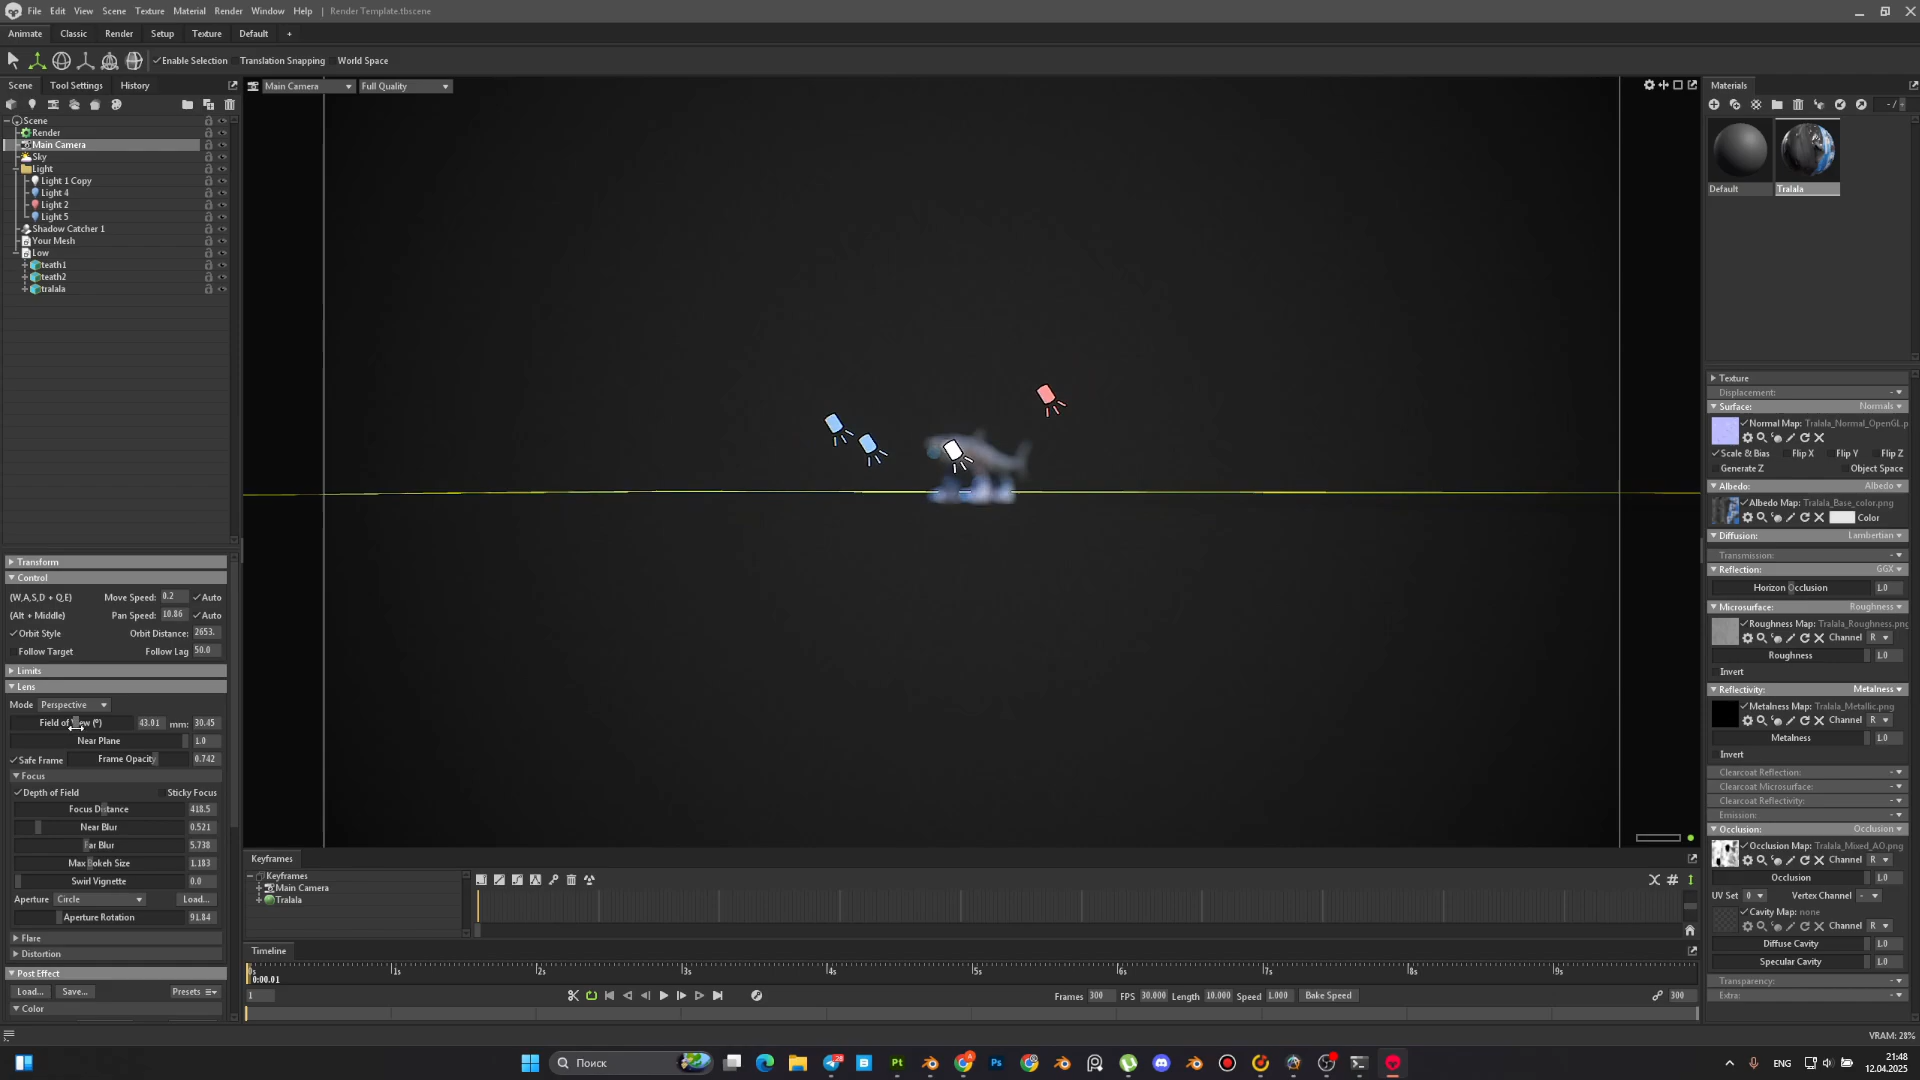 File Edit View Scene Texture Material Render Window Help Render Template.tbscene
Animate Classic Render Setup Texture Default +
Enable Selection Translation Snapping World Space
Scene Tool Settings History
Main Camera Full Quality
Materials
Scene
Render
Main Camera
Sky
Light
Light 1 Copy
Light 4
Light 2
Light 5
Shadow Catcher 1
Your Mesh
Low
teath1
teath2
tralala
Default Tralala
Transform
Control
(W,A,S,D + Q,E) Move Speed: 0.2 Auto
(Alt + Middle) Pan Speed: 10.86 Auto
Orbit Style Orbit Distance: 2653.
Follow Target Follow Lag 50.0
Limits
Lens
Mode Perspective
Field of View (º) 43.01 mm: 30.45
Near Plane 1.0
Safe Frame Frame Opacity 0.742
Focus
Depth of Field Sticky Focus
Focus Distance 418.5
Near Blur 0.521
Far Blur 5.738
Max Bokeh Size 1.183
Swirl Vignette 0.0
Aperture Circle Load...
Aperture Rotation 91.84
Flare
Distortion
Post Effect
Load... Save... Presets
Color
Keyframes
Keyframes
Main Camera
Tralala
Timeline
0s 1s 2s 3s 4s 5s 6s 7s 8s 9s
0:00.01
1 Frames 300 FPS 30.000 Length 10.000 Speed 1.000 Bake Speed 300
Texture
Displacement:
Surface: Normals
Normal Map: Tralala_Normal_OpenGL.p
Scale & Bias Flip X Flip Y Flip Z
Generate Z Object Space
Albedo: Albedo
Albedo Map: Tralala_Base_color.png
Color
Diffusion: Lambertian
Transmission:
Reflection: GGX
Horizon Occlusion 1.0
Microsurface: Roughness
Roughness Map: Tralala_Roughness.png
Channel R
Roughness 1.0
Invert
Reflectivity: Metalness
Metalness Map: Tralala_Metallic.png
Channel R
Metalness 1.0
Invert
Clearcoat Reflection:
Clearcoat Microsurface:
Clearcoat Reflectivity:
Emission:
Occlusion: Occlusion
Occlusion Map: Tralala_Mixed_AO.png
Channel R
Occlusion 1.0
UV Set 0 Vertex Channel -
Cavity Map: none
Channel R
Diffuse Cavity 1.0
Specular Cavity 1.0
Transparency:
Extra:
VRAM: 28%
Поиск
28
Pt
Ps
ENG
21:48
12.04.2025